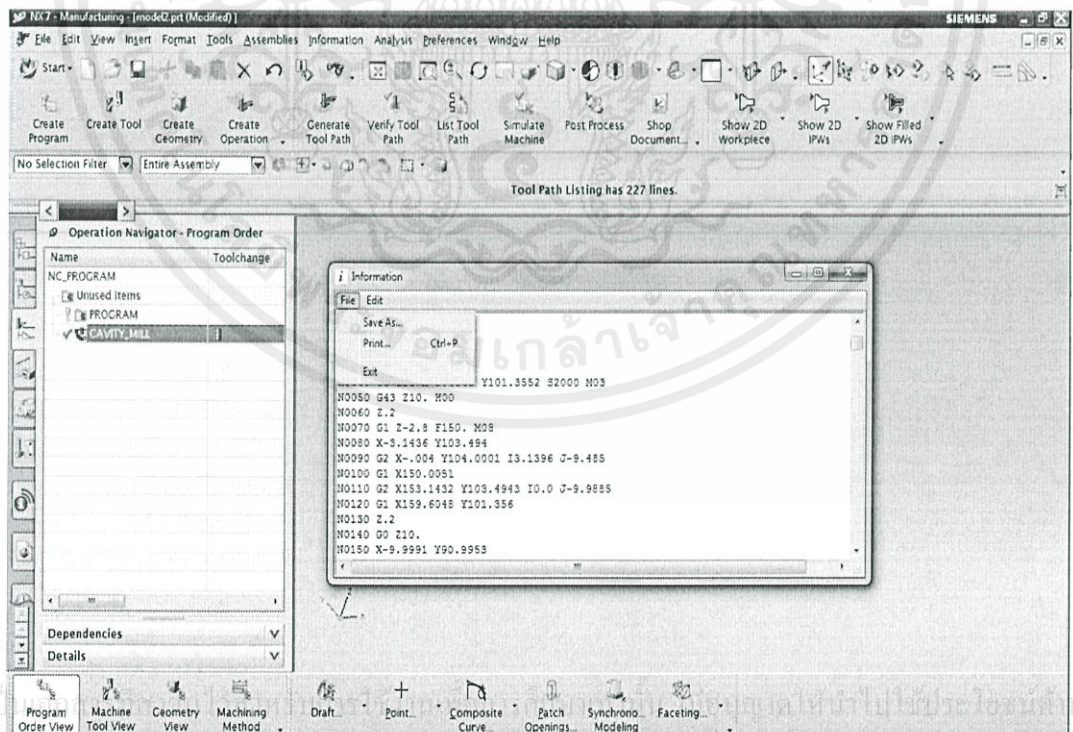 NX 7 - Manufacturing - [model2.prt (Modified)]
SIEMENS
File Edit View Insert Format Tools Assemblies Information Analysis Preferences Window Help
Start
Create Program
Create Tool
Create Geometry
Create Operation
Generate Tool Path
Verify Tool Path
List Tool Path
Simulate Machine
Post Process
Shop Document...
Show 2D Workpiece
Show 2D IPWs
Show Filled 2D IPWs
No Selection Filter
Entire Assembly
Tool Path Listing has 227 lines.
Operation Navigator - Program Order
Name Toolchange
NC_PROGRAM
Unused Items
PROGRAM
CAVITY_MILL
Dependencies
Details
Information
File Edit
Save As...
Print... Ctrl+P
Exit
Y101.3552 S2000 M03
N0050 G43 Z10. H00
N0060 Z.2
N0070 G1 Z-2.8 F150. M08
N0080 X-3.1436 Y103.494
N0090 G2 X-.004 Y104.0001 I3.1396 J-9.485
N0100 G1 X150.0051
N0110 G2 X153.1432 Y103.4943 I0.0 J-9.9885
N0120 G1 X159.6048 Y101.356
N0130 Z.2
N0140 G0 Z10.
N0150 X-9.9991 Y90.9953
Program Order View
Machine Tool View
Geometry View
Machining Method
Draft...
Point...
Composite Curve...
Patch Openings...
Synchrono... Modeling
Faceting...